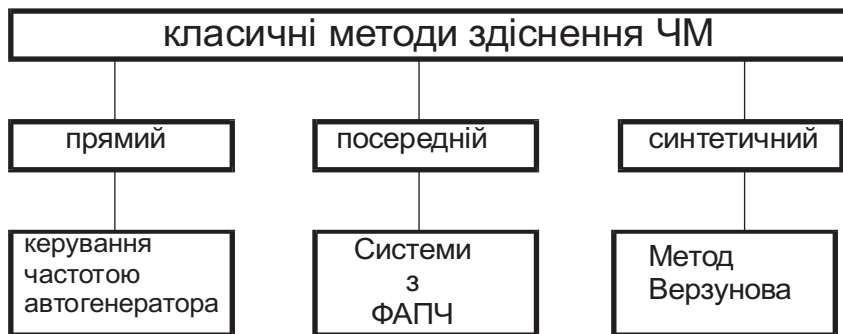 класичні методи здіснення ЧМ
прямий
посередній
синтетичний
керування
частотою
автогенератора
Системи
з
ФАПЧ
Метод
Верзунова